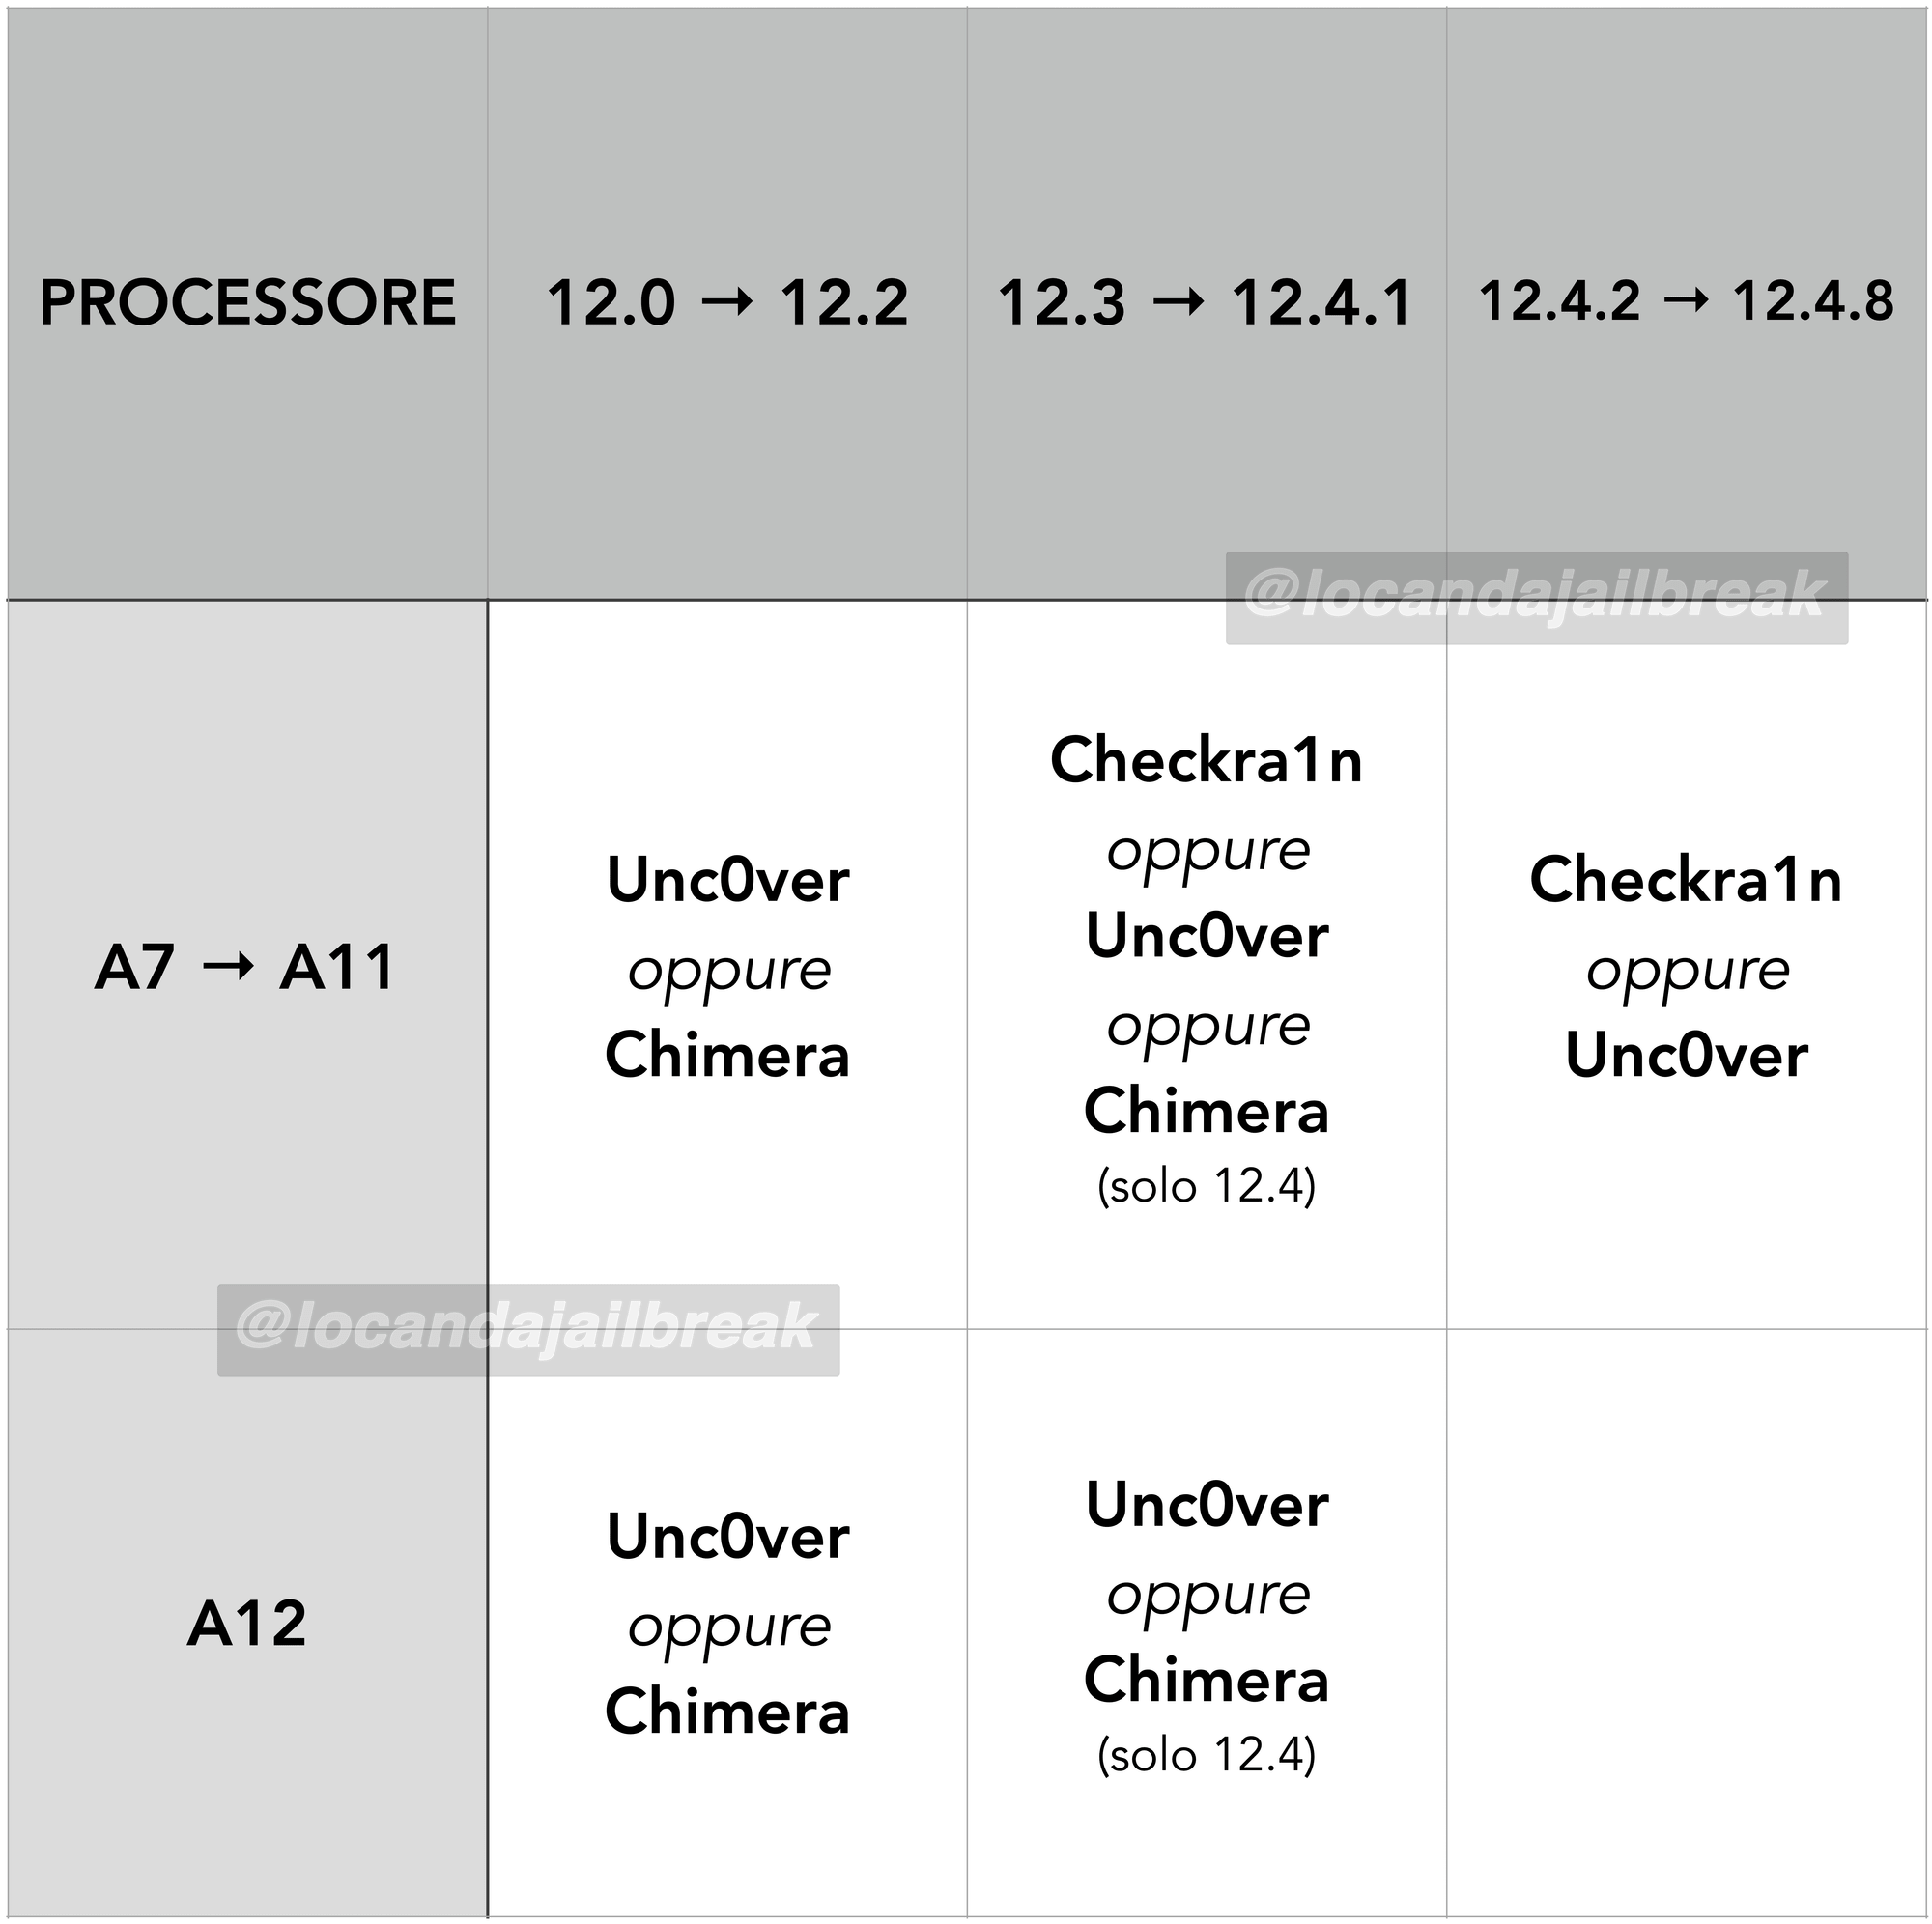 PROCESSORE
12.0 → 12.2
12.3 → 12.4.1
12.4.2 → 12.4.8
@locandajailbreak
A7 → A11
Unc0ver
oppure
Chimera
Checkra1n
oppure
Unc0ver
oppure
Chimera
(solo 12.4)
Checkra1n
oppure
Unc0ver
@locandajailbreak
A12
Unc0ver
oppure
Chimera
Unc0ver
oppure
Chimera
(solo 12.4)